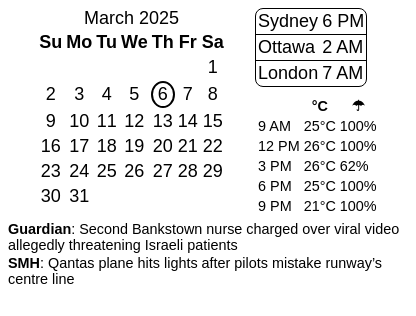 March 2025
Su Mo Tu We Th Fr Sa
1
2 3 4 5 6 7 8
9 10 11 12 13 14 15
16 17 18 19 20 21 22
23 24 25 26 27 28 29
30 31
Sydney 6 PM
Ottawa 2 AM
London 7 AM
°C ☂
9 AM 25°C 100%
12 PM 26°C 100%
3 PM 26°C 62%
6 PM 25°C 100%
9 PM 21°C 100%
Guardian: Second Bankstown nurse charged over viral video
allegedly threatening Israeli patients
SMH: Qantas plane hits lights after pilots mistake runway’s
centre line